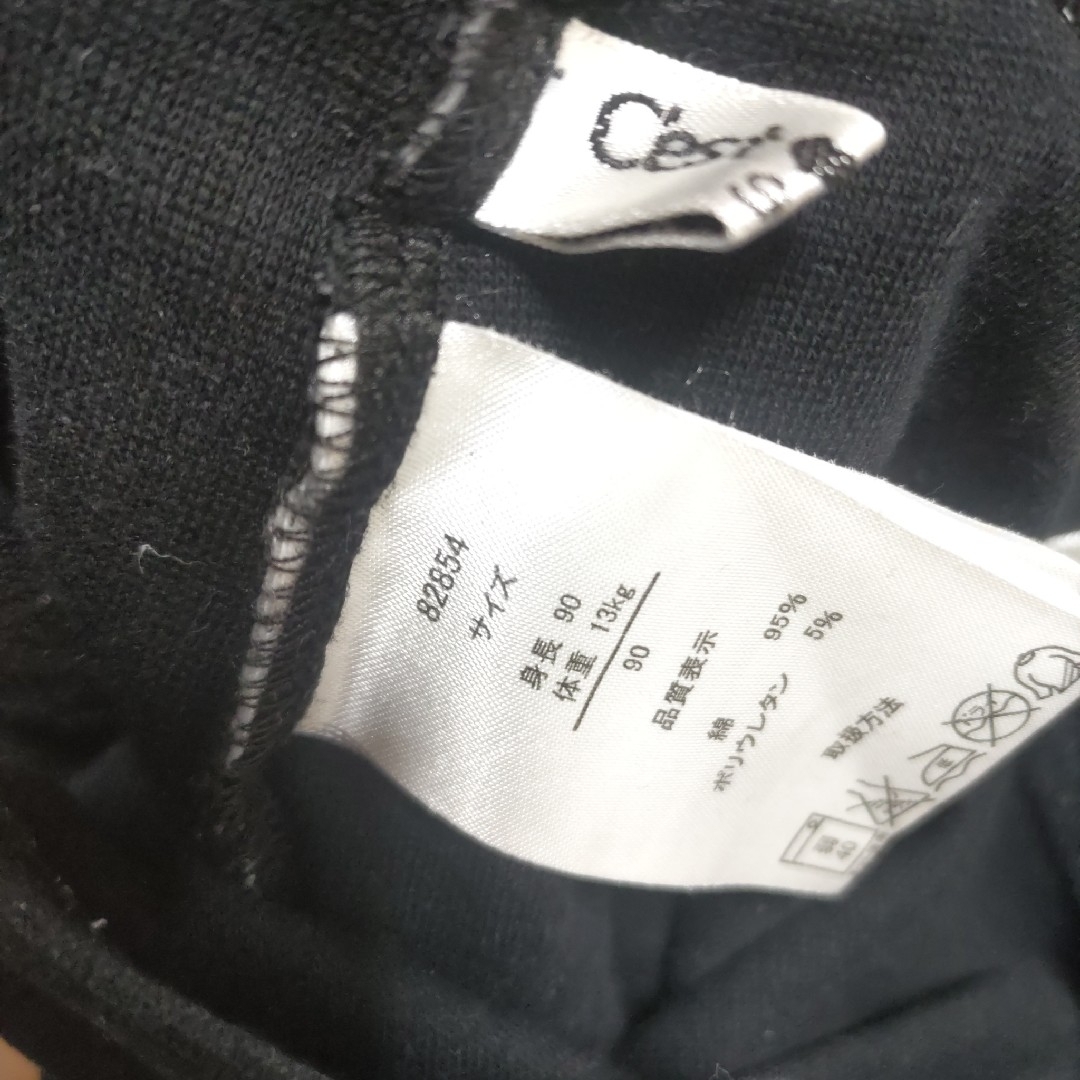 82854
サイズ
身長 90
体重 13kg
90
品質表示
綿 95%
ポリウレタン 5%
取扱方法
40